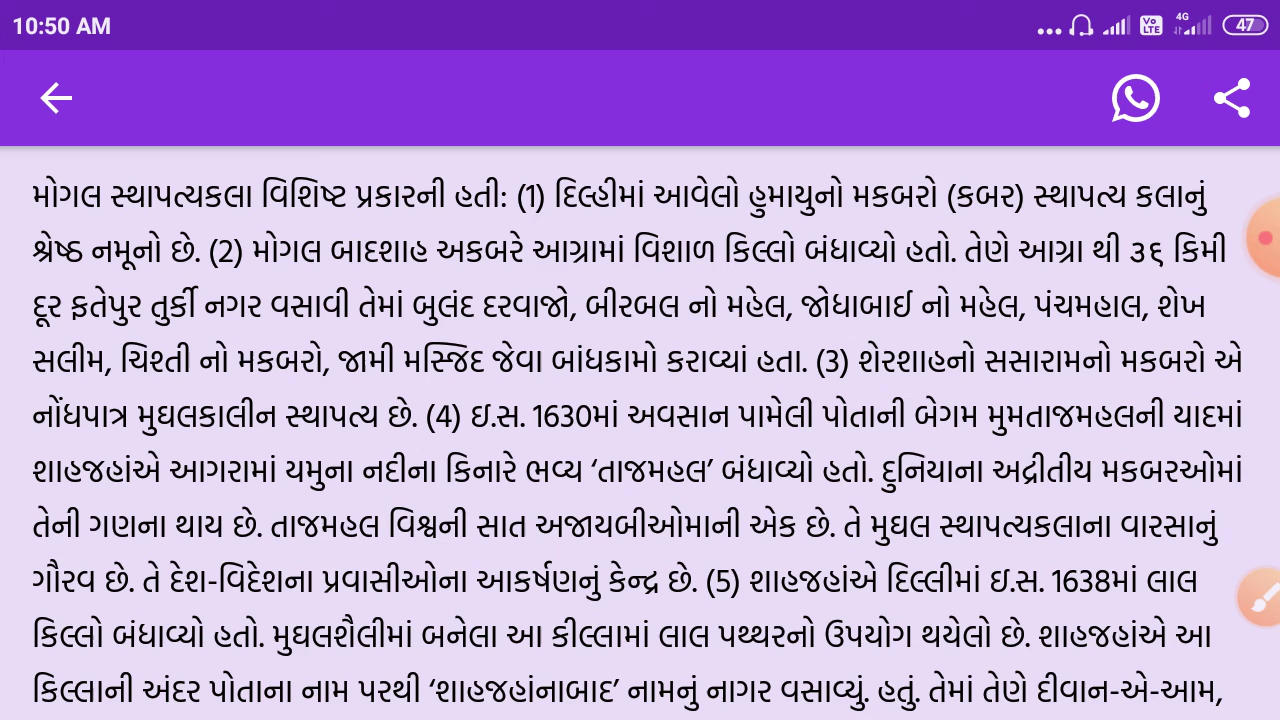 10:50 AM
4G
Vo LTE
47
મોગલ સ્થાપત્યકલા વિશિષ્ટ પ્રકારની હતી: (1) દિલ્હીમાં આવેલો હુમાયુનો મકબરો (કબર) સ્થાપત્ય કલાનું
શ્રેષ્ઠ નમૂનો છે. (2) મોગલ બાદશાહ અકબરે આગ્રામાં વિશાળ કિલ્લો બંધાવ્યો હતો. તેણે આગ્રા થી ૩૬ કિમી
દૂર ફતેપુર તુર્કી નગર વસાવી તેમાં બુલંદ દરવાજો, બીરબલ નો મહેલ, જોધાબાઈ નો મહેલ, પંચમહાલ, શેખ
સલીમ, ચિશ્તી નો મકબરો, જામી મસ્જિદ જેવા બાંધકામો કરાવ્યાં હતા. (3) શેરશાહનો સસારામનો મકબરો એ
નોંધપાત્ર મુઘલકાલીન સ્થાપત્ય છે. (4) ઇ.સ. 1630માં અવસાન પામેલી પોતાની બેગમ મુમતાજમહલની યાદમાં
શાહજહાંએ આગરામાં યમુના નદીના કિનારે ભવ્ય ‘તાજમહલ’ બંધાવ્યો હતો. દુનિયાના અદ્રીતીય મકબરઓમાં
તેની ગણના થાય છે. તાજમહલ વિશ્વની સાત અજાયબીઓમાની એક છે. તે મુઘલ સ્થાપત્યકલાના વારસાનું
ગૌરવ છે. તે દેશ-વિદેશના પ્રવાસીઓના આકર્ષણનું કેન્દ્ર છે. (5) શાહજહાંએ દિલ્લીમાં ઇ.સ. 1638માં લાલ
કિલ્લો બંધાવ્યો હતો. મુઘલશૈલીમાં બનેલા આ કીલ્લામાં લાલ પથ્થરનો ઉપયોગ થયેલો છે. શાહજહાંએ આ
કિલ્લાની અંદર પોતાના નામ પરથી ‘શાહજહાંનાબાદ’ નામનું નાગર વસાવ્યું. હતું. તેમાં તેણે દીવાન-એ-આમ,